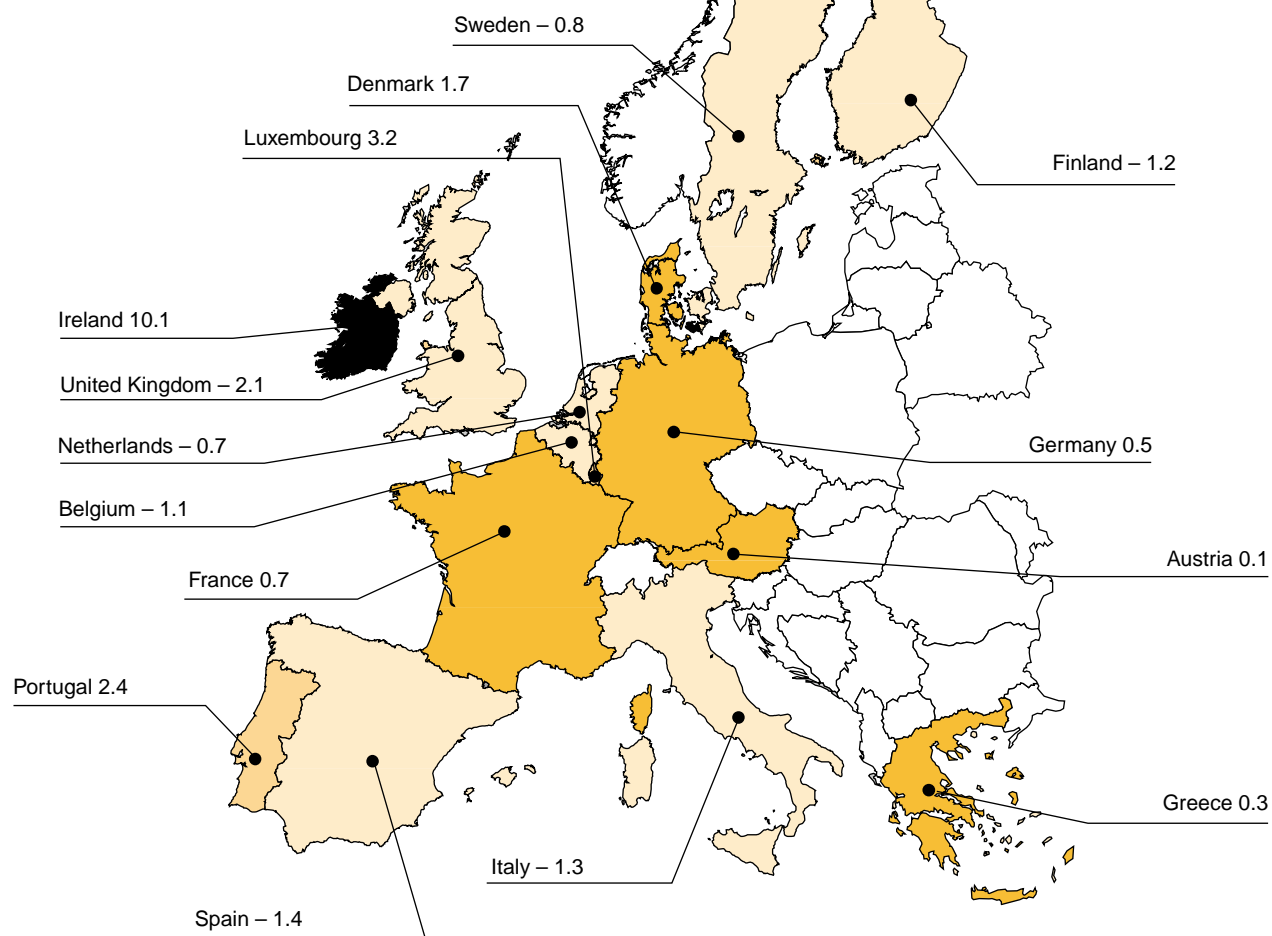 Sweden – 0.8
Denmark 1.7
Luxembourg 3.2
Finland – 1.2
Ireland 10.1
United Kingdom – 2.1
Netherlands – 0.7
Germany 0.5
Belgium – 1.1
Austria 0.1
France 0.7
Portugal 2.4
Greece 0.3
Italy – 1.3
Spain – 1.4